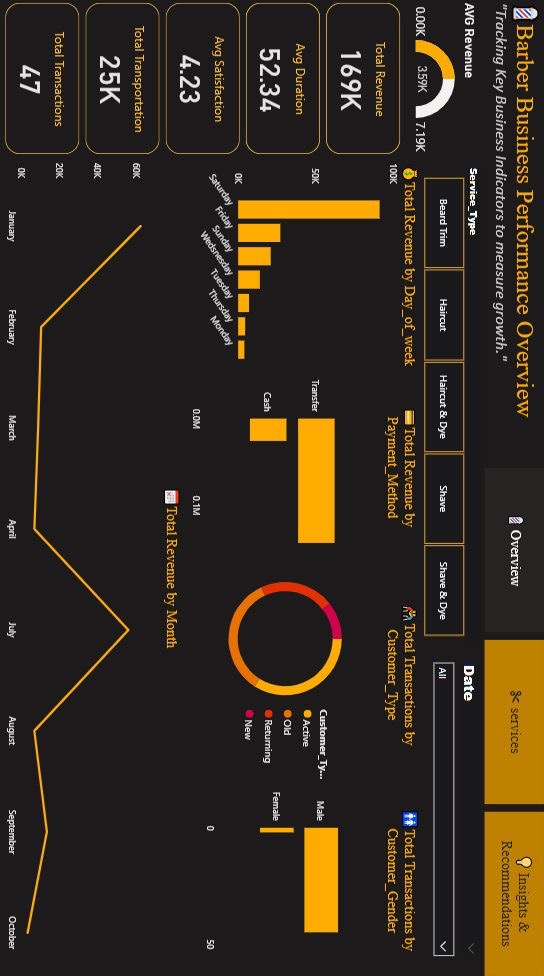 💈 Barber Business Performance Overview
"Tracking Key Business Indicators to measure growth."
💈 Overview
✂ services
💡 Insights &
Recommendations
AVG Revenue
0.00K
3.59K
7.19K
Service_Type
Beard Trim
Haircut
Haircut & Dye
Shave
Shave & Dye
Date
All
Total Revenue
169K
Avg Duration
52.34
Avg Satisfaction
4.23
Total Transportation
25K
Total Transactions
47
💰 Total Revenue by Day_of_week
100K
50K
0K
Saturday
Friday
Sunday
Wednesday
Tuesday
Thursday
Monday
💳 Total Revenue by
Payment_Method
Transfer
Cash
0.0M
0.1M
Total Transactions by
Customer_Type
Customer_Ty...
Active
Old
Returning
New
🚻 Total Transactions by
Customer_Gender
Male
Female
0
50
📅 Total Revenue by Month
60K
40K
20K
0K
January
February
March
April
July
August
September
October